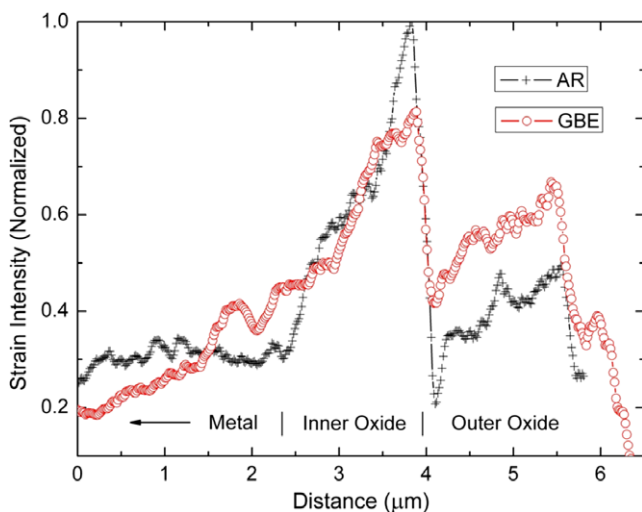 1.0
0.8
0.6
0.4
0.2
Strain Intensity (Normalized)
AR
GBE
Metal | Inner Oxide | Outer Oxide
0 1 2 3 4 5 6
Distance (μm)